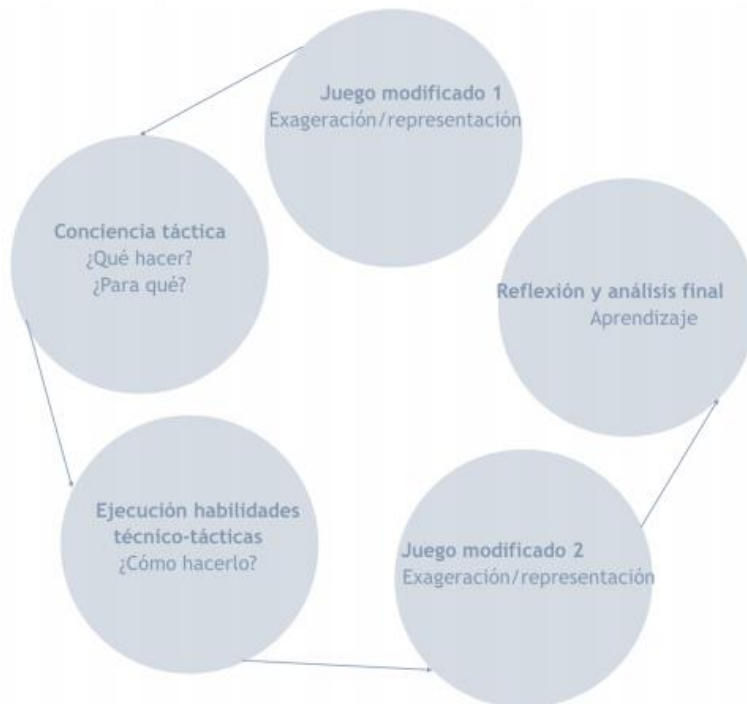 Juego modificado 1
Exageración/representación
Conciencia táctica
¿Qué hacer?
¿Para qué?
Ejecución habilidades
técnico-tácticas
¿Cómo hacerlo?
Juego modificado 2
Exageración/representación
Reflexión y análisis final
Aprendizaje